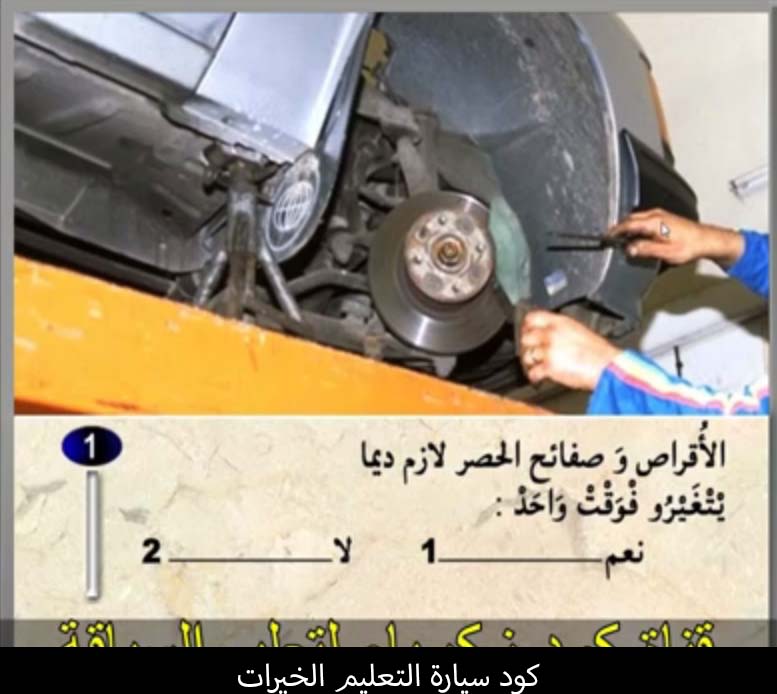 1
الأُقراص وَ صفائح الحصر لازم ديما
يْتْغَيْرُو فْوَقْتْ وَاحَدْ :
نعم 1 لا 2
كود سيارة التعليم الخيرات